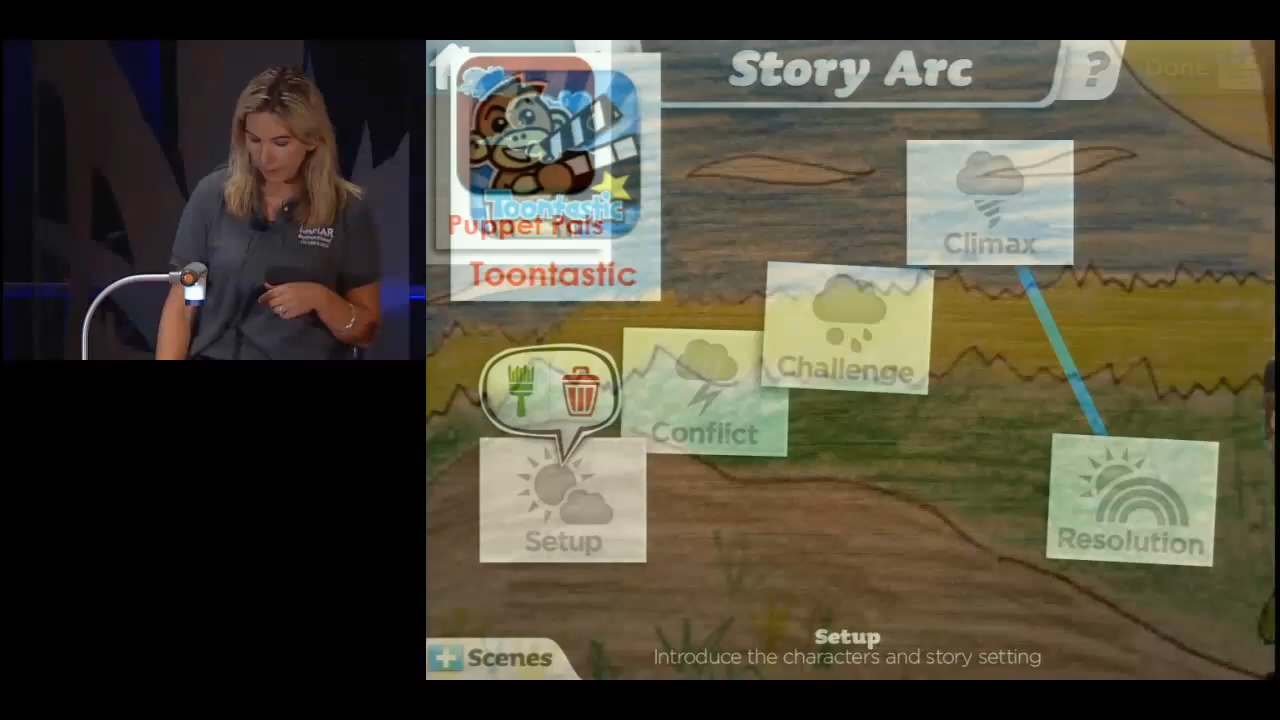 Story Arc
?
Done
Toontastic
Puppet Pals
Toontastic
Climax
Challenge
Conflict
Setup
Resolution
Setup
Introduce the characters and story setting
Scenes